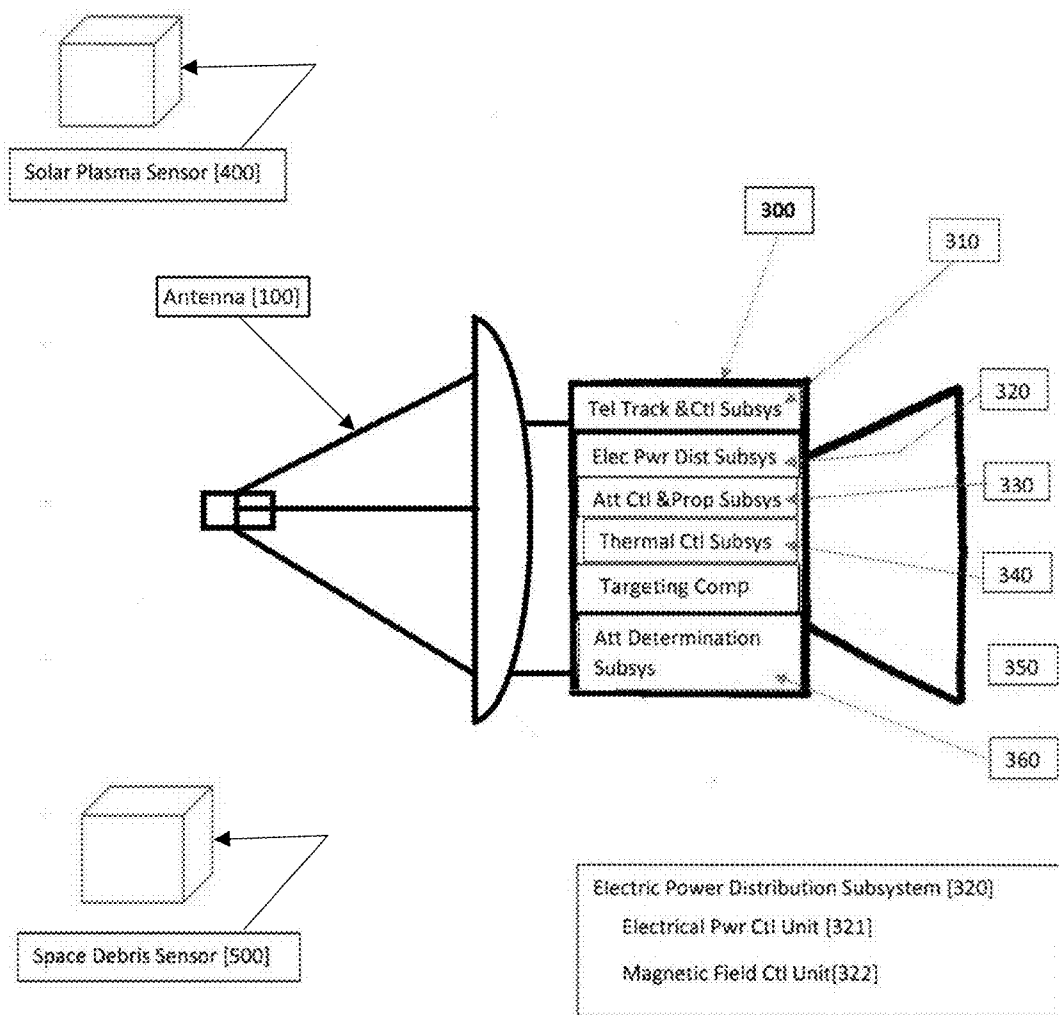 Solar Plasma Sensor [400]
300
310
Antenna [100]
320
Tel Track &Ctl Subsys
Elec Pwr Dist Subsys
Att Ctl &Prop Subsys
330
Thermal Ctl Subsys
340
Targeting Comp
Att Determination
Subsys
350
360
Space Debris Sensor [500]
Electric Power Distribution Subsystem [320]
Electrical Pwr Ctl Unit [321]
Magnetic Field Ctl Unit[322]